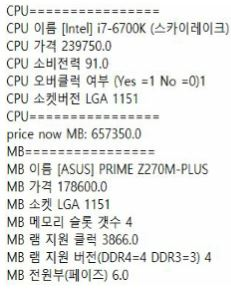 CPU================
CPU 이름 [Intel] i7-6700K (스카이레이크)
CPU 가격 239750.0
CPU 소비전력 91.0
CPU 오버클럭 여부 (Yes =1 No =0)1
CPU 소켓버전 LGA 1151
CPU================
price now MB: 657350.0
MB================
MB 이름 [ASUS] PRIME Z270M-PLUS
MB 가격 178600.0
MB 소켓 LGA 1151
MB 메모리 슬롯 갯수 4
MB 램 지원 클럭 3866.0
MB 램 지원 버전(DDR4=4 DDR3=3) 4
MB 전원부(페이즈) 6.0